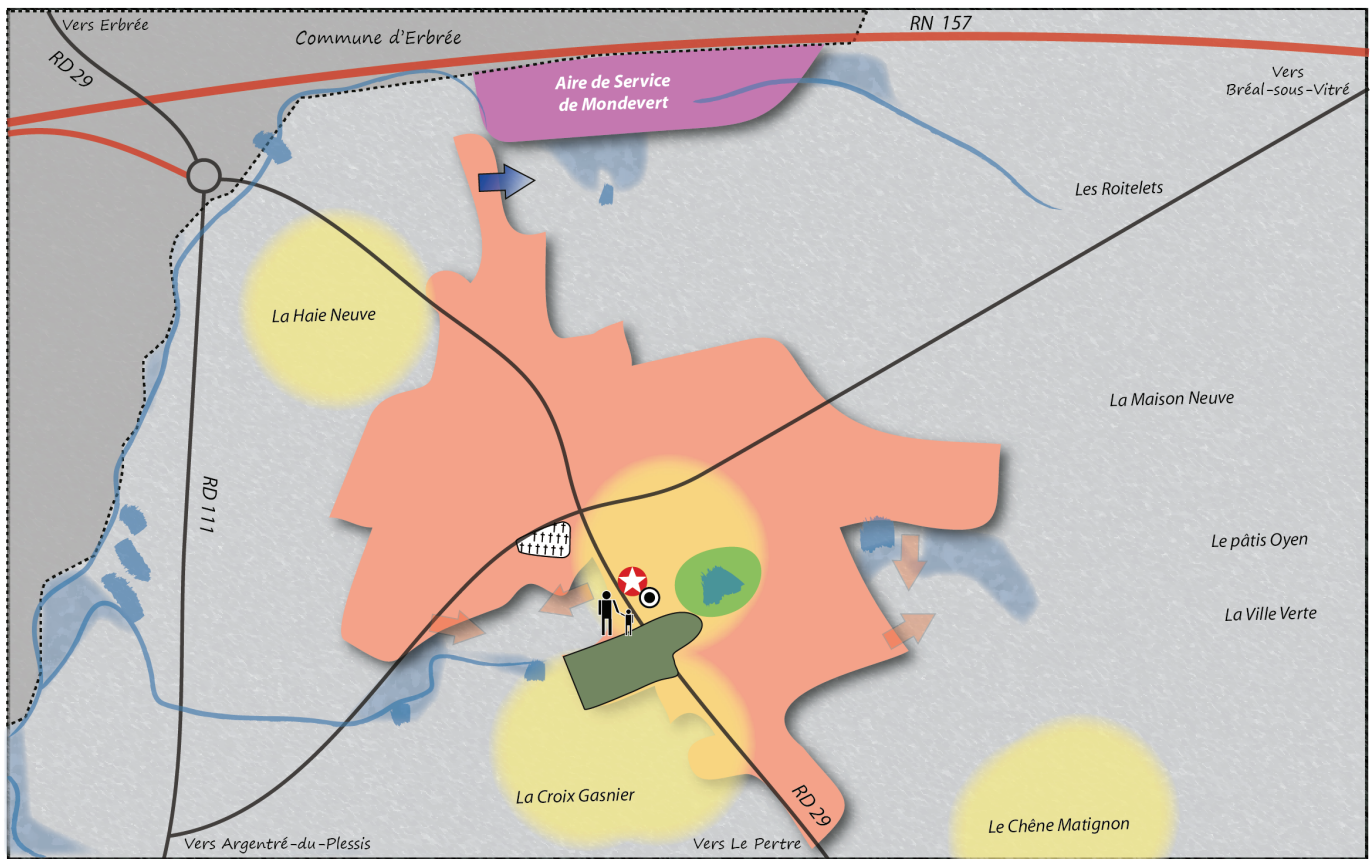 Vers Erbrée
Commune d'Erbrée
RN 157
RD 29
Aire de Service
de Mondevert
Vers
Bréal-sous-Vitré
Les Roitelets
La Haie Neuve
La Maison Neuve
RD 111
Le pâtis Oyen
La Ville Verte
La Croix Gasnier
RD 29
Le Chêne Matignon
Vers Argentré-du-Plessis
Vers Le Pertre